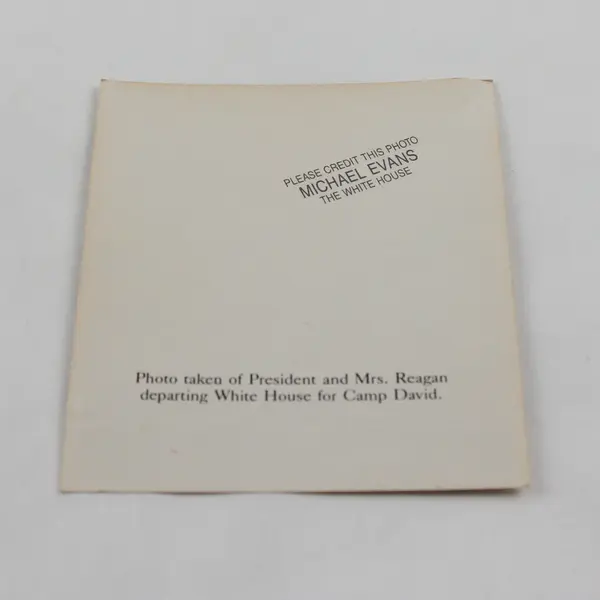 PLEASE CREDIT THIS PHOTO
MICHAEL EVANS
THE WHITE HOUSE
Photo taken of President and Mrs. Reagan
departing White House for Camp David.